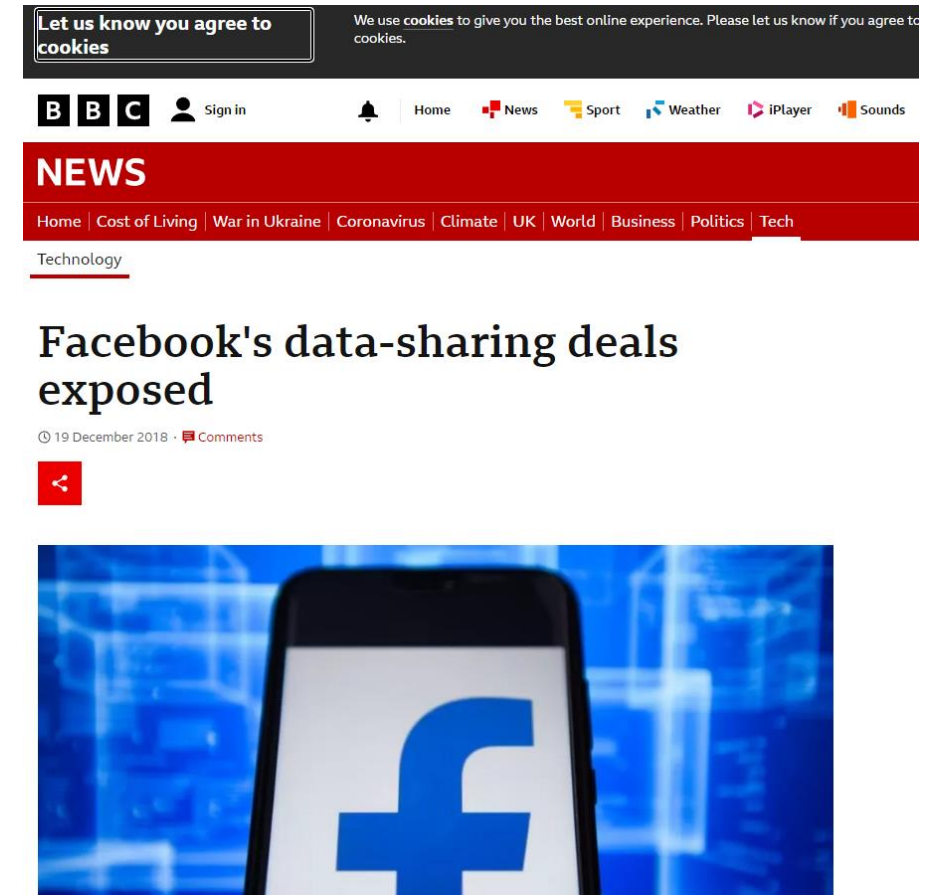 Let us know you agree to
cookies
We use cookies to give you the best online experience. Please let us know if you agree to
cookies.
BBC Sign in Home News Sport Weather iPlayer Sounds
NEWS
Home Cost of Living War in Ukraine Coronavirus Climate UK World Business Politics Tech
Technology
Facebook's data-sharing deals
exposed
19 December 2018 · Comments
f